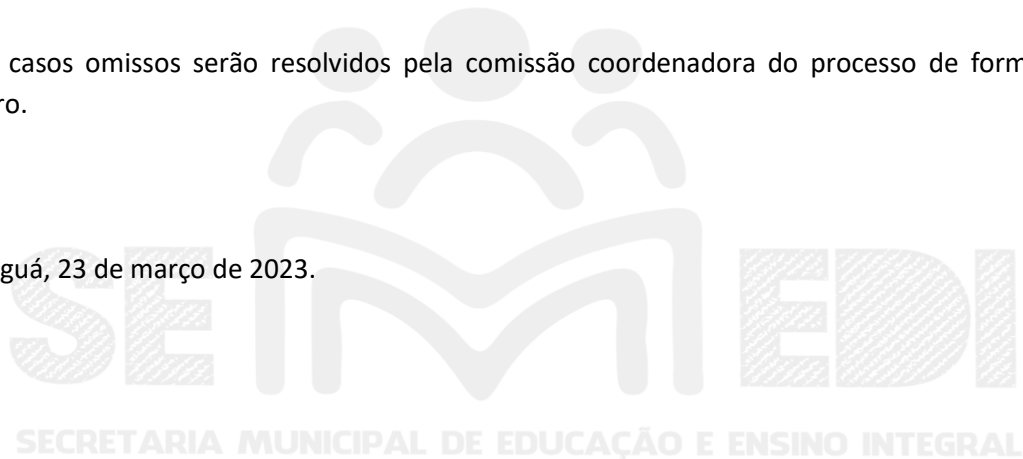 casos omissos serão resolvidos pela comissão coordenadora do processo de form
ro.
guá, 23 de março de 2023.
SEMEDI
SECRETARIA MUNICIPAL DE EDUCAÇÃO E ENSINO INTEGRAL